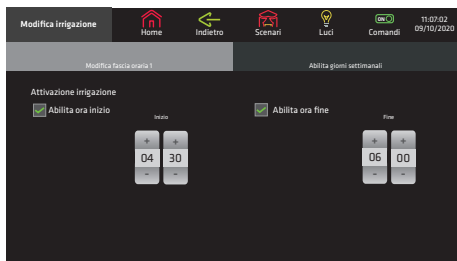 Modifica irrigazione
Home
Indietro
Scenari
Luci
ON
Comandi
11:07:02
09/10/2020
Modifica fascia oraria 1
Abilita giorni settimanali
Attivazione irrigazione
Abilita ora inizio
Abilita ora fine
Inizio
Fine
+ +
+ +
04 30
06 00
- -
- -